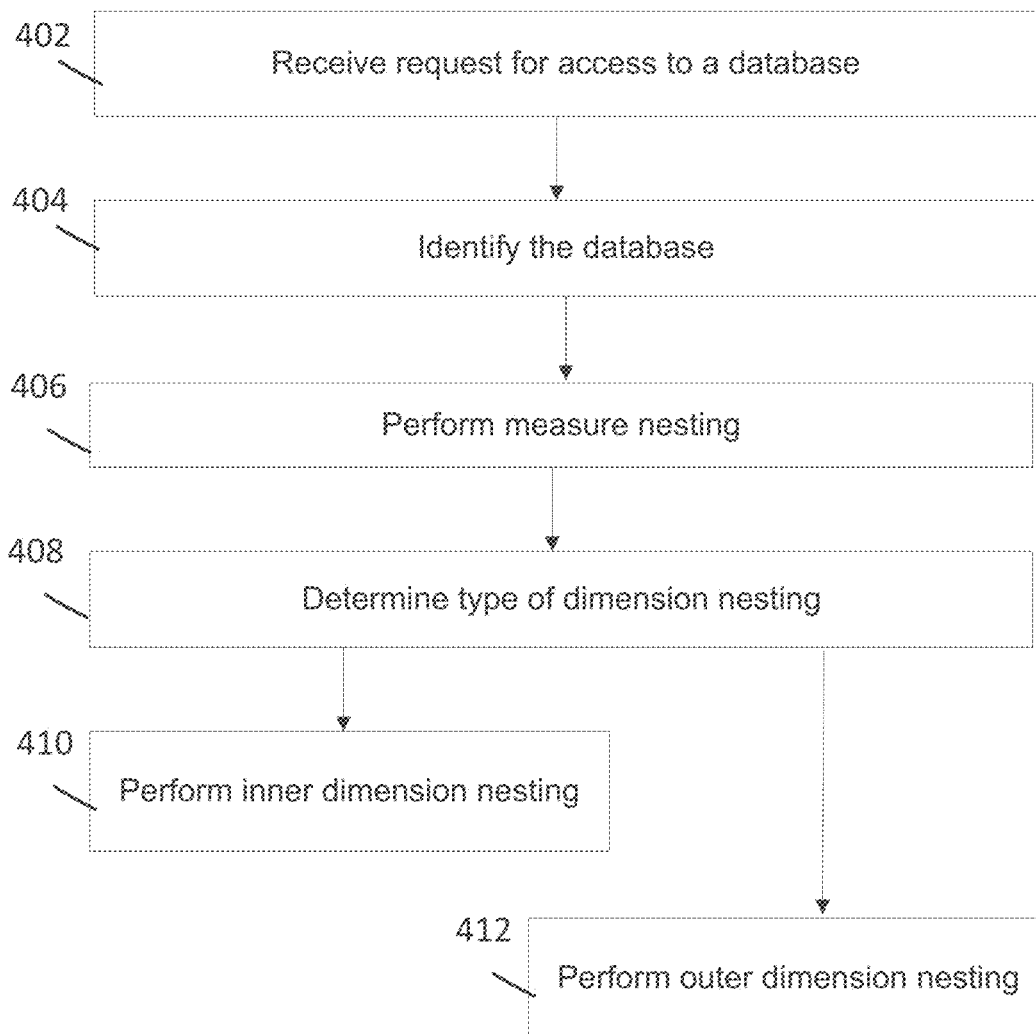 402
Receive request for access to a database
404
Identify the database
406
Perform measure nesting
408
Determine type of dimension nesting
410
Perform inner dimension nesting
412
Perform outer dimension nesting